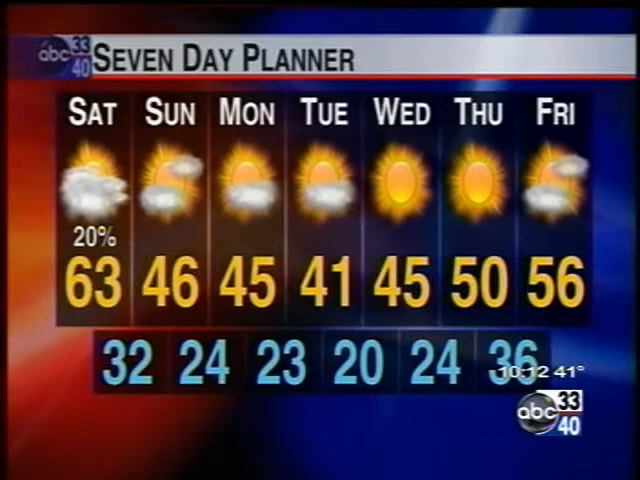 abc 33 40 SEVEN DAY PLANNER
SAT SUN MON TUE WED THU FRI
20%
63 46 45 41 45 50 56
32 24 23 20 24 36
10:12 41°
abc 33 40